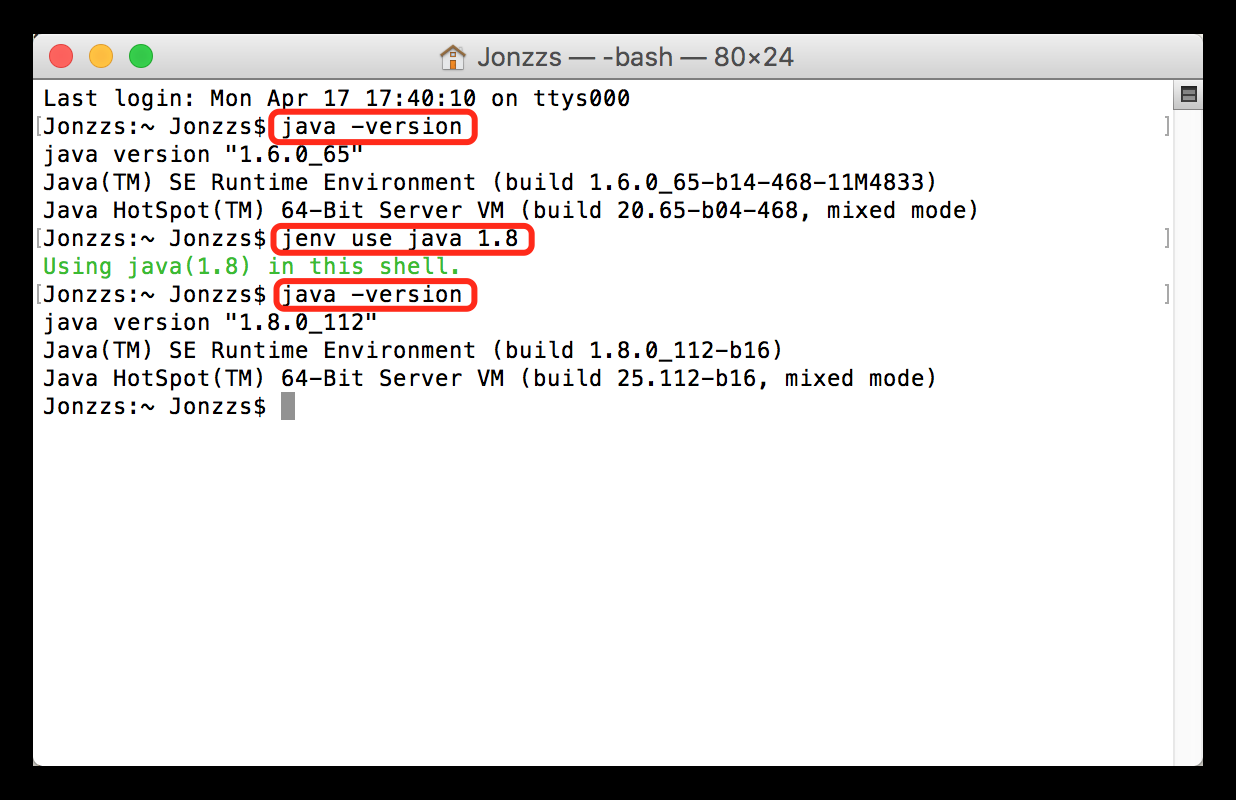 Jonzzs — -bash — 80×24
Last login: Mon Apr 17 17:40:10 on ttys000
[Jonzzs:~ Jonzzs$ java -version ]
java version "1.6.0_65"
Java(TM) SE Runtime Environment (build 1.6.0_65-b14-468-11M4833)
Java HotSpot(TM) 64-Bit Server VM (build 20.65-b04-468, mixed mode)
[Jonzzs:~ Jonzzs$ jenv use java 1.8 ]
Using java(1.8) in this shell.
[Jonzzs:~ Jonzzs$ java -version ]
java version "1.8.0_112"
Java(TM) SE Runtime Environment (build 1.8.0_112-b16)
Java HotSpot(TM) 64-Bit Server VM (build 25.112-b16, mixed mode)
Jonzzs:~ Jonzzs$